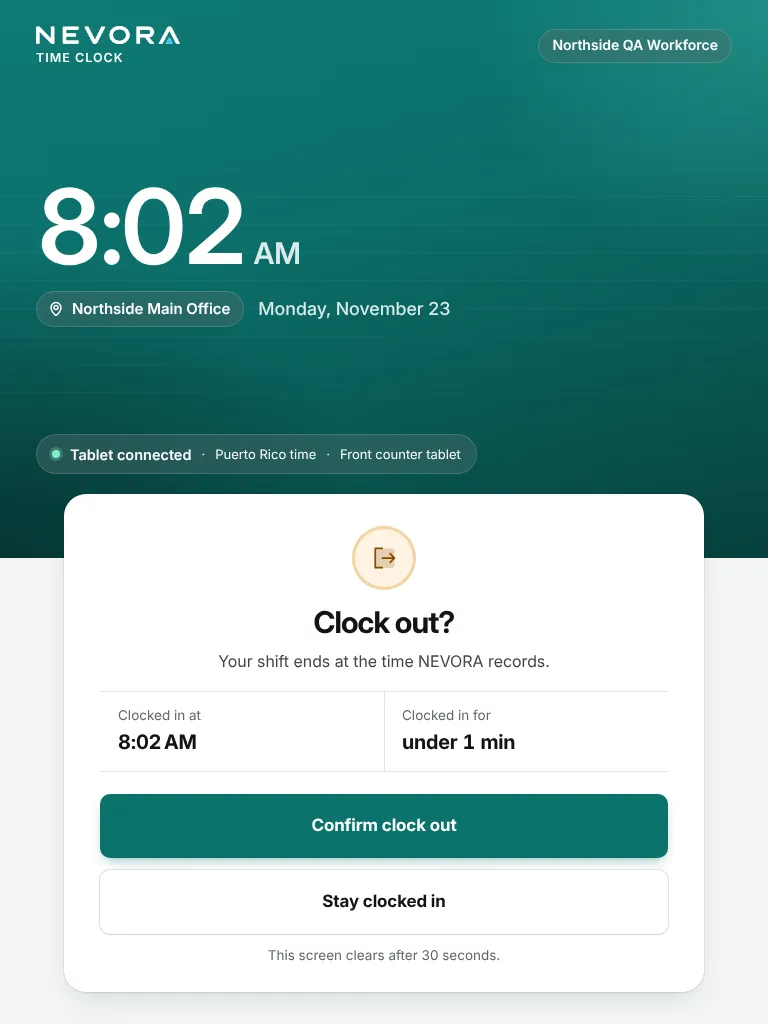 NEVORA
TIME CLOCK
Northside QA Workforce
8:02 AM
Northside Main Office
Monday, November 23
Tablet connected · Puerto Rico time · Front counter tablet
Clock out?
Your shift ends at the time NEVORA records.
Clocked in at
8:02 AM
Clocked in for
under 1 min
Confirm clock out
Stay clocked in
This screen clears after 30 seconds.